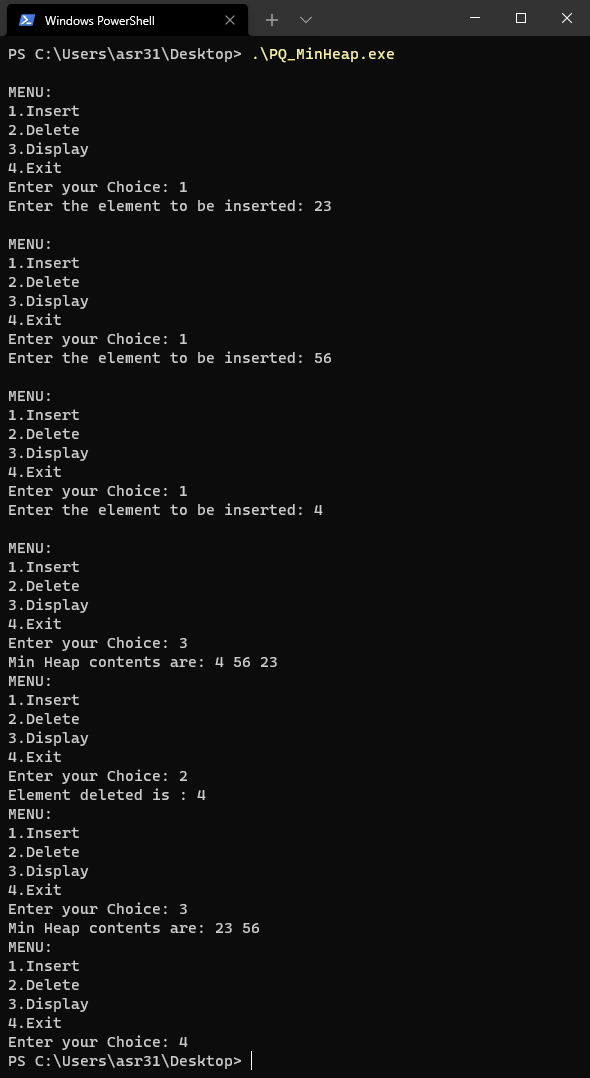 Windows PowerShell
PS C:\Users\asr31\Desktop> .\PQ_MinHeap.exe
MENU:
1.Insert
2.Delete
3.Display
4.Exit
Enter your Choice: 1
Enter the element to be inserted: 23
MENU:
1.Insert
2.Delete
3.Display
4.Exit
Enter your Choice: 1
Enter the element to be inserted: 56
MENU:
1.Insert
2.Delete
3.Display
4.Exit
Enter your Choice: 1
Enter the element to be inserted: 4
MENU:
1.Insert
2.Delete
3.Display
4.Exit
Enter your Choice: 3
Min Heap contents are: 4 56 23
MENU:
1.Insert
2.Delete
3.Display
4.Exit
Enter your Choice: 2
Element deleted is : 4
MENU:
1.Insert
2.Delete
3.Display
4.Exit
Enter your Choice: 3
Min Heap contents are: 23 56
MENU:
1.Insert
2.Delete
3.Display
4.Exit
Enter your Choice: 4
PS C:\Users\asr31\Desktop>